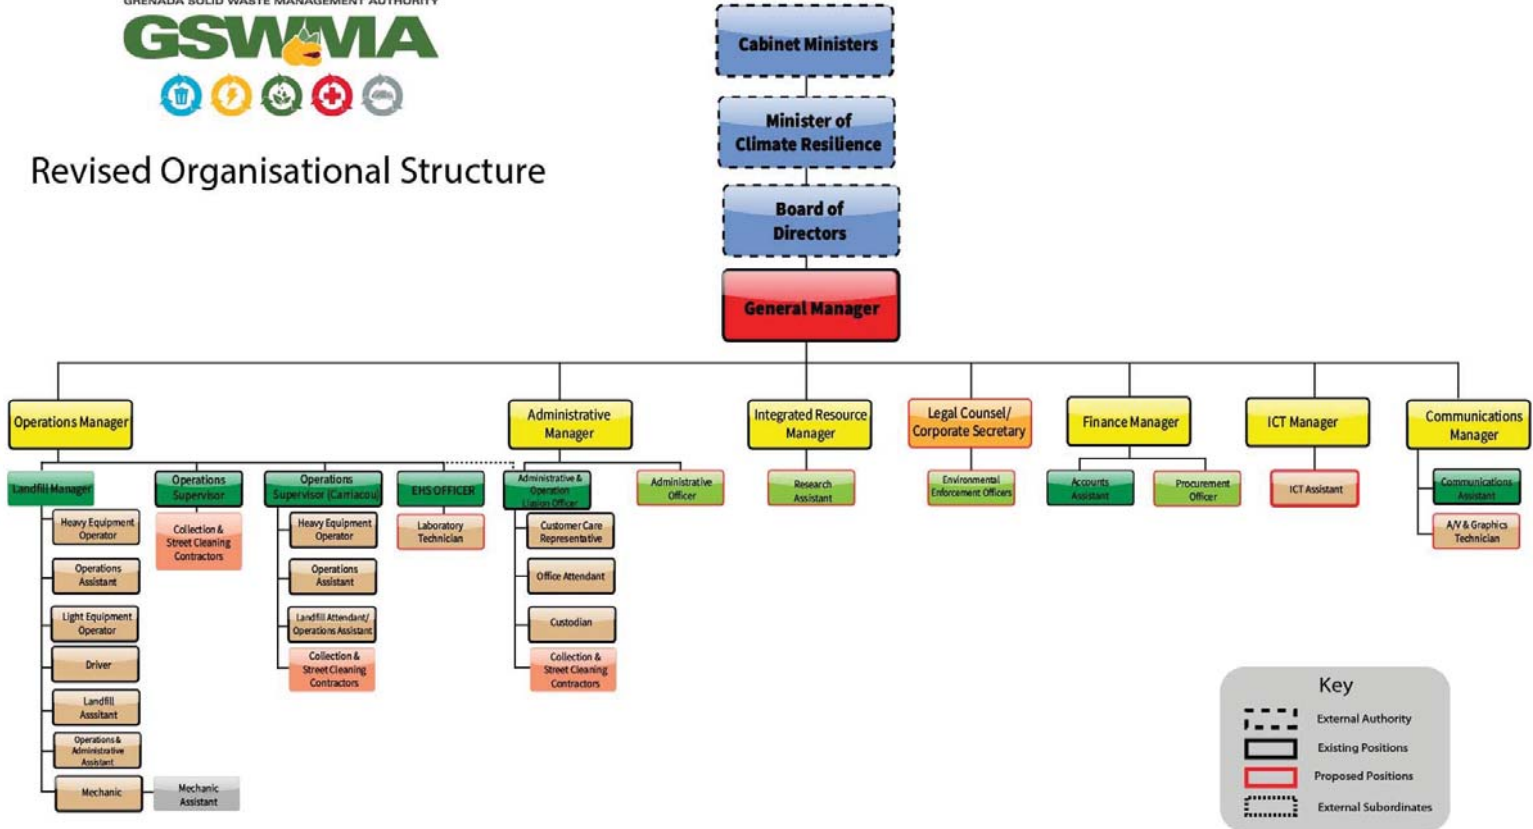 GRENADA SOLID WASTE MANAGEMENT AUTHORITY
GSWMA
Revised Organisational Structure
Cabinet Ministers
Minister of
Climate Resilience
Board of
Directors
General Manager
Operations Manager
Administrative
Manager
Integrated Resource
Manager
Legal Counsel/
Corporate Secretary
Finance Manager
ICT Manager
Communications
Manager
Landfill Manager
Operations
Supervisor
Operations
Supervisor (Carriacou)
EHS OFFICER
Administrative &
Operation
Liission Officer
Administrative
Officer
Research
Assistant
Environmental
Enforcement Officers
Accounts
Assistant
Procurement
Officer
ICT Assistant
Communications
Assistant
A/V & Graphics
Technician
Heavy Equipment
Operator
Operations
Assistant
Light Equipment
Operator
Driver
Landfill
Asssitant
Operations &
Administrative
Assistant
Mechanic
Mechanic
Assistant
Collection &
Street Cleaning
Contractors
Heavy Equipment
Operator
Operations
Assistant
Landfill Attendant/
Operations Assistant
Collection &
Street Cleaning
Contractors
Laboratory
Technician
Customer Care
Representative
Office Attendant
Custodian
Collection &
Street Cleaning
Contractors
Key
External Authority
Existing Positions
Proposed Positions
External Subordinates